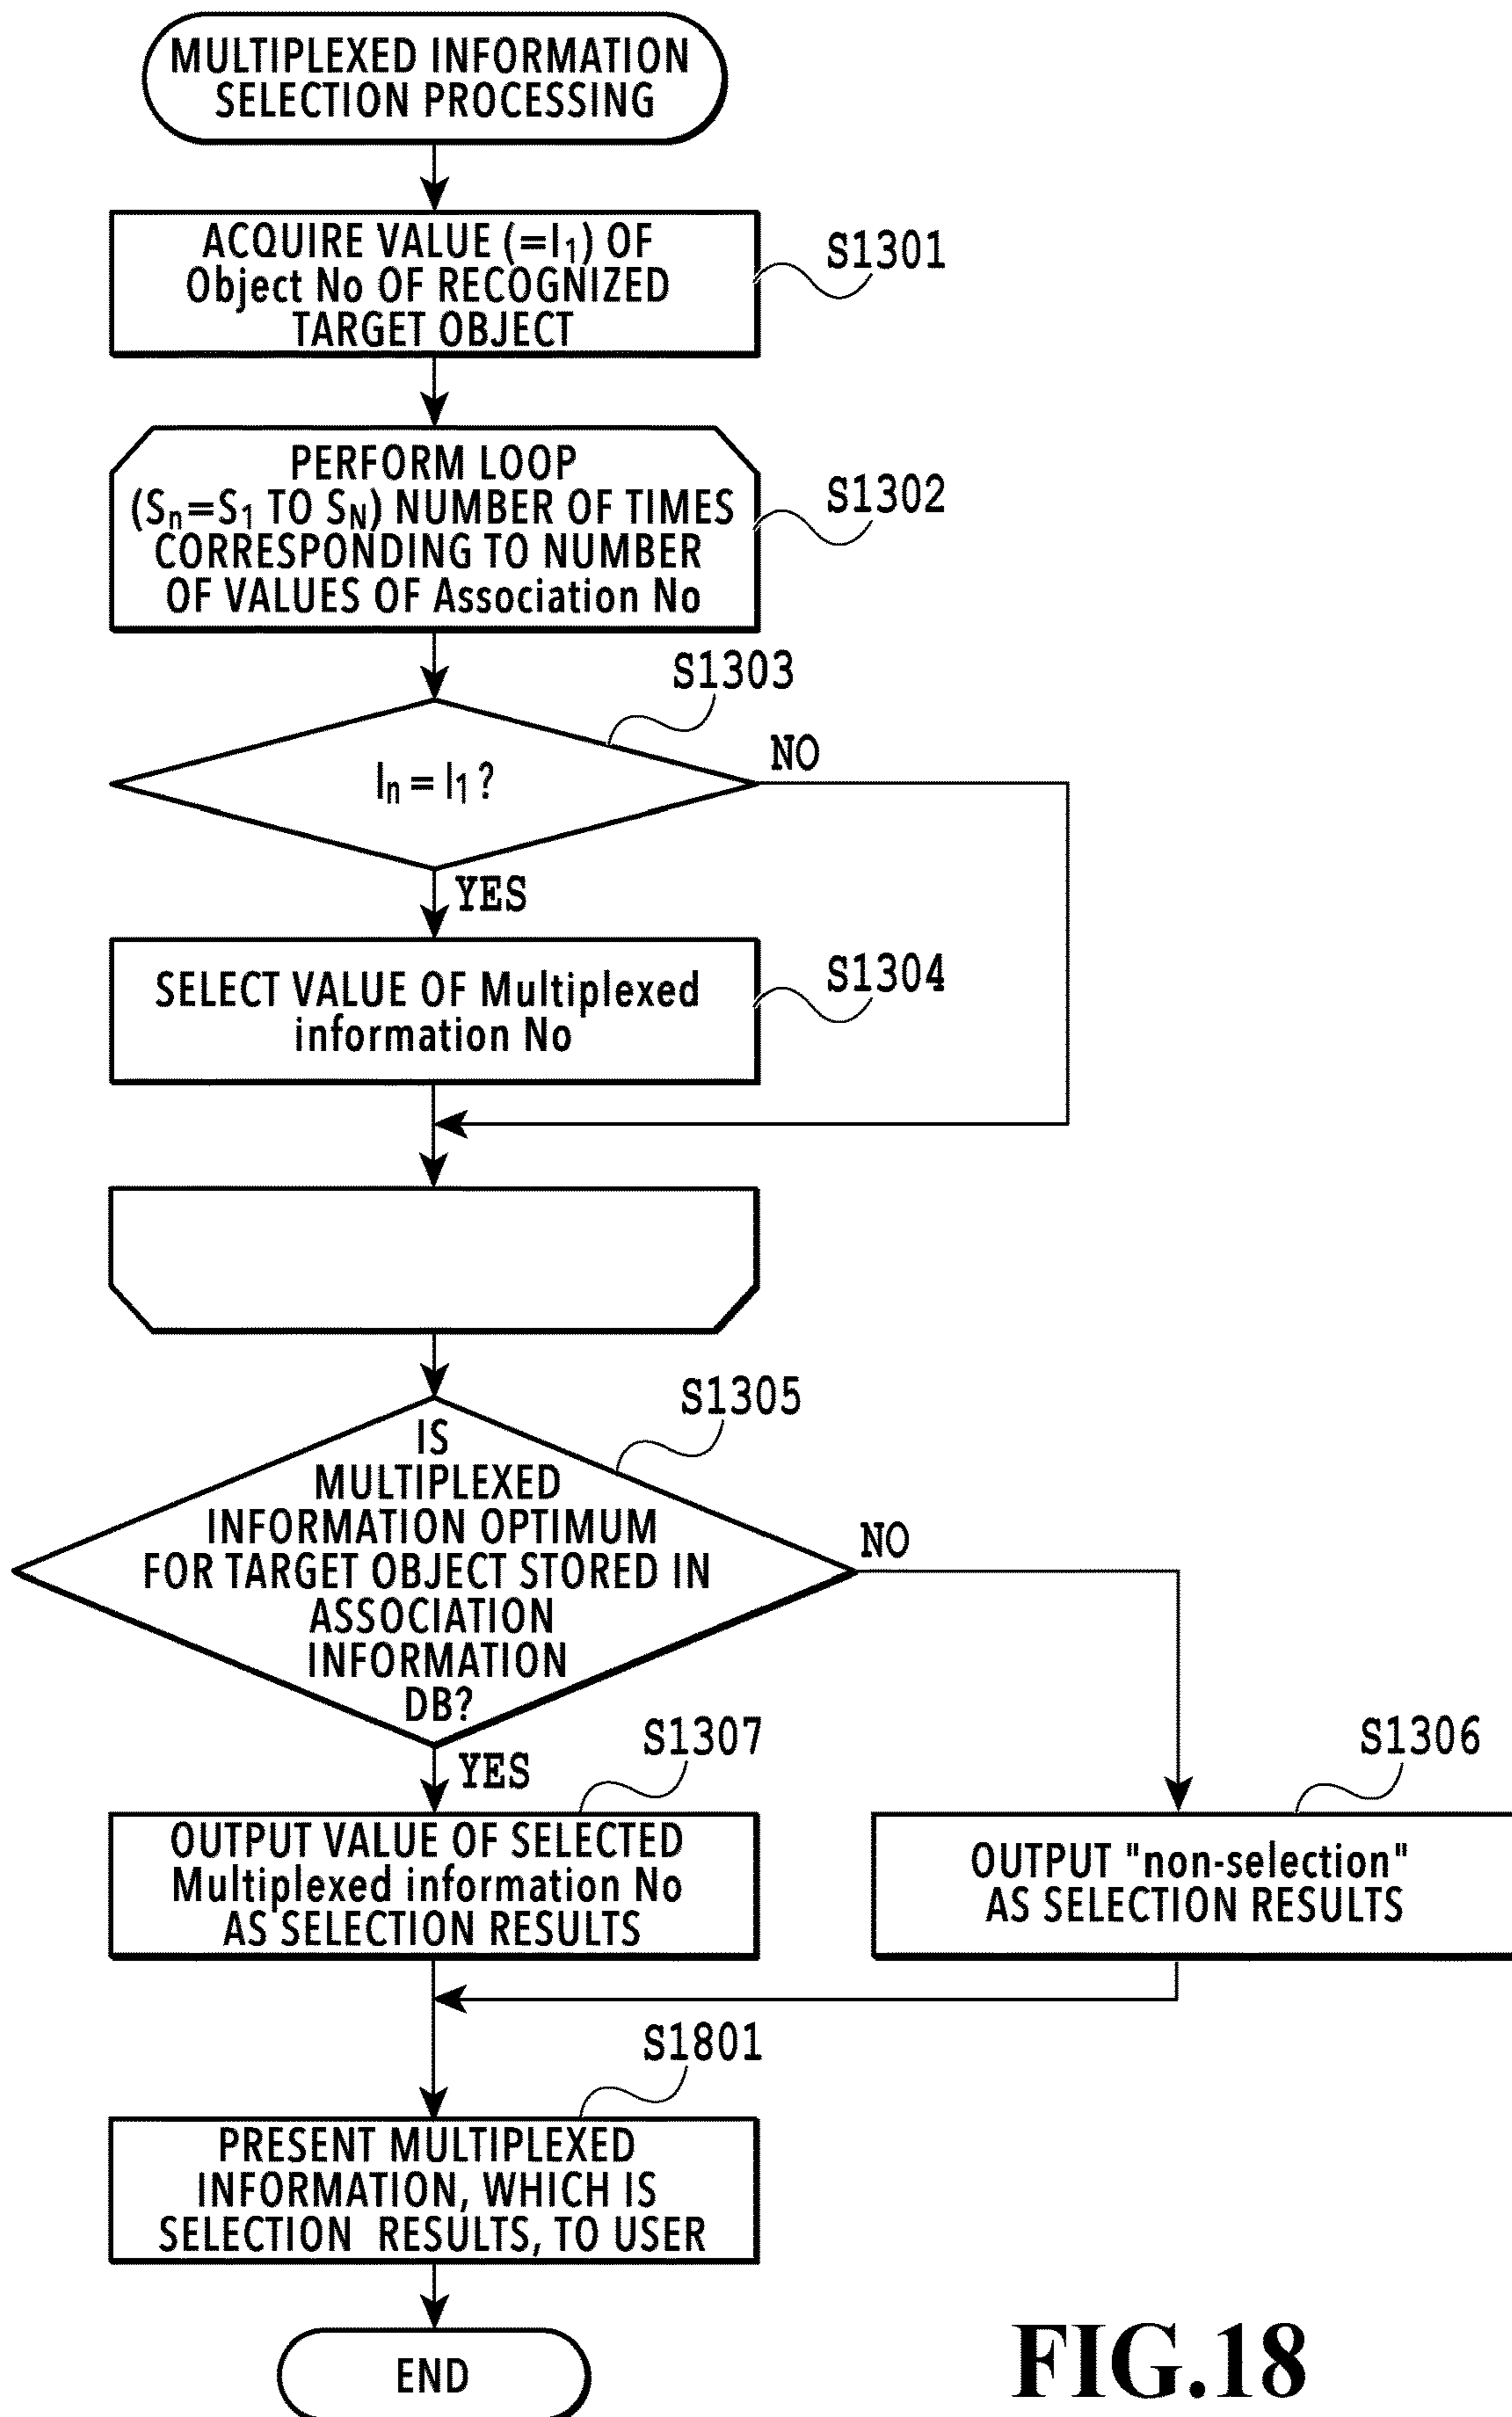 MULTIPLEXED INFORMATION
SELECTION PROCESSING
ACQUIRE VALUE (=I₁) OF
Object No OF RECOGNIZED
TARGET OBJECT
S1301
PERFORM LOOP
(Sₙ=S₁ TO S_N) NUMBER OF TIMES
CORRESPONDING TO NUMBER
OF VALUES OF Association No
S1302
S1303
Iₙ = I₁ ?
NO
YES
SELECT VALUE OF Multiplexed
information No
S1304
S1305
IS
MULTIPLEXED
INFORMATION OPTIMUM
FOR TARGET OBJECT STORED IN
ASSOCIATION
INFORMATION
DB?
NO
YES
S1307
OUTPUT VALUE OF SELECTED
Multiplexed information No
AS SELECTION RESULTS
S1306
OUTPUT "non-selection"
AS SELECTION RESULTS
S1801
PRESENT MULTIPLEXED
INFORMATION, WHICH IS
SELECTION RESULTS, TO USER
END
FIG.18